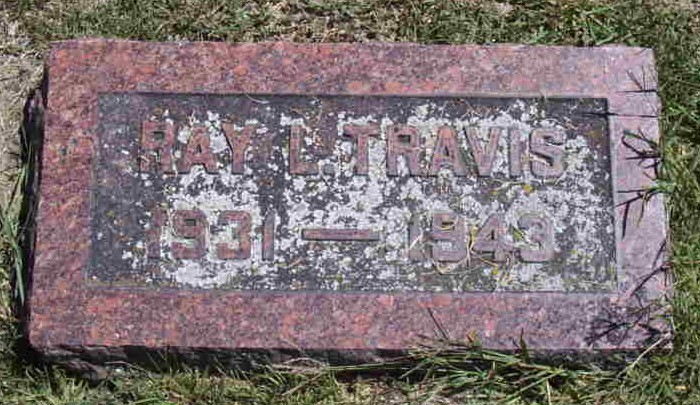 RAY L. TRAVIS
1931 — 1943